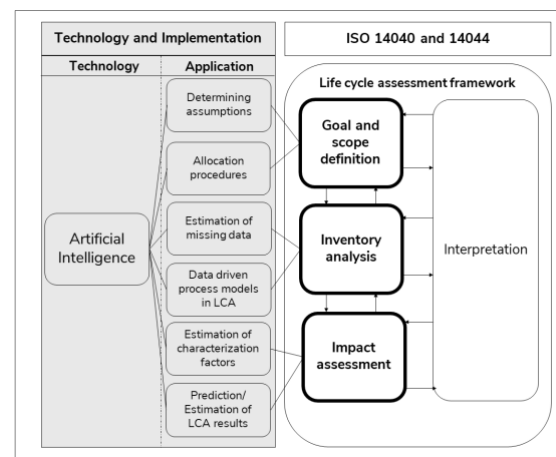 Technology and Implementation
ISO 14040 and 14044
Technology
Application
Life cycle assessment framework
Determining
assumptions
Allocation
procedures
Artificial
Intelligence
Estimation of
missing data
Data driven
process models
in LCA
Estimation of
characterization
factors
Prediction/
Estimation of
LCA results
Goal and
scope
definition
Inventory
analysis
Impact
assessment
Interpretation